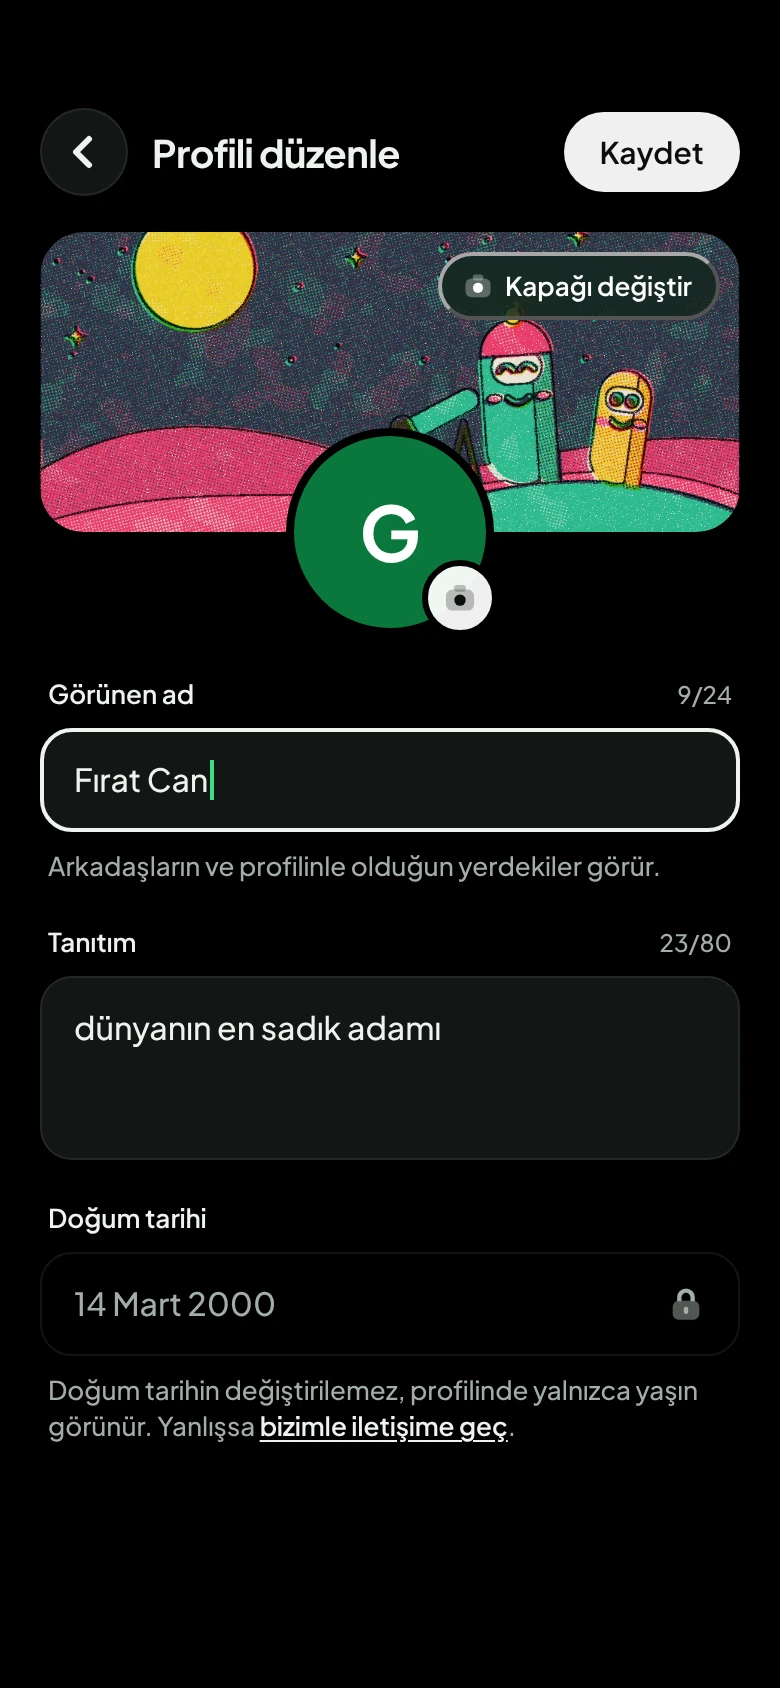 Profili düzenle
Kaydet
Kapağı değiştir
G
Görünen ad
9/24
Fırat Can
Arkadaşların ve profilinle olduğun yerdekiler görür.
Tanıtım
23/80
dünyanın en sadık adamı
Doğum tarihi
14 Mart 2000
Doğum tarihin değiştirilemez, profilinde yalnızca yaşın
görünür. Yanlışsa bizimle iletişime geç.